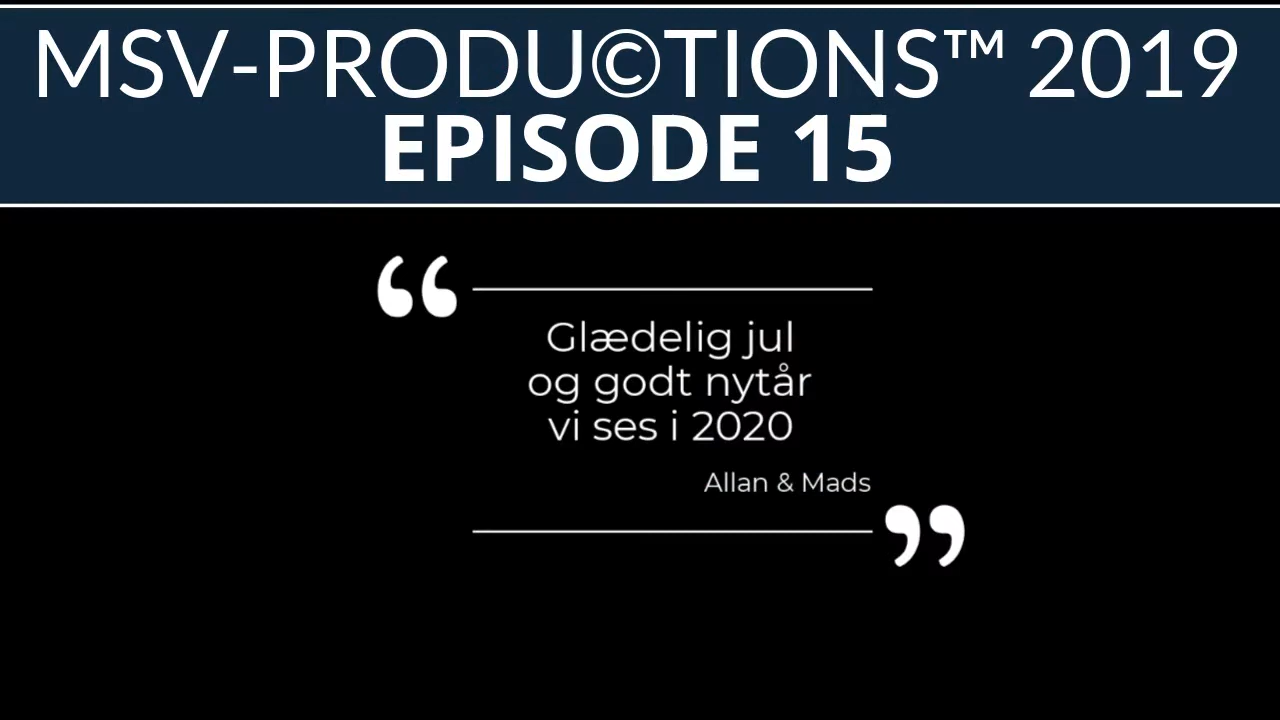 MSV-PRODU©TIONS™ 2019
EPISODE 15
“
Glædelig jul
og godt nytår
vi ses i 2020
Allan & Mads
”